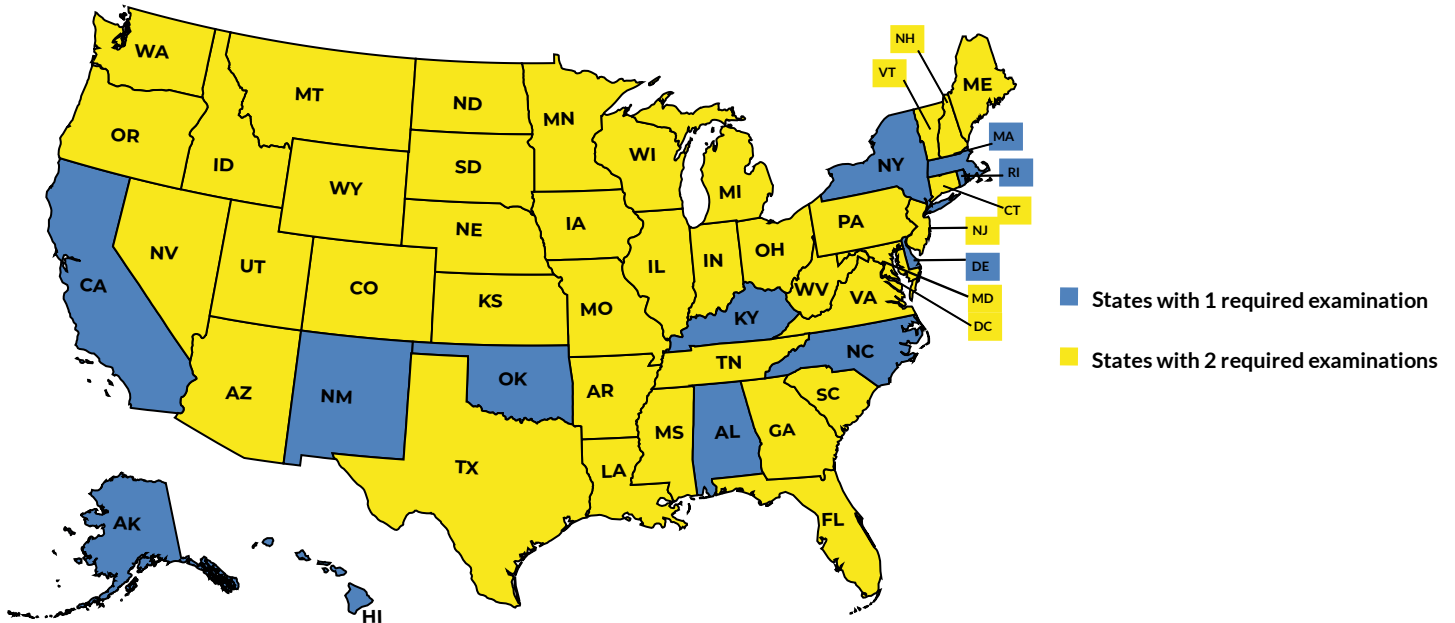 WA
MT
ND
MN
OR
ID
WY
SD
WI
MI
NY
NH
VT
ME
MA
RI
CT
NJ
DE
MD
DC
NV
UT
CO
NE
IA
KS
MO
IL
IN
OH
PA
WV
VA
KY
NC
TN
SC
CA
AZ
NM
OK
AR
TX
LA
MS
AL
GA
FL
AK
HI
States with 1 required examination
States with 2 required examinations